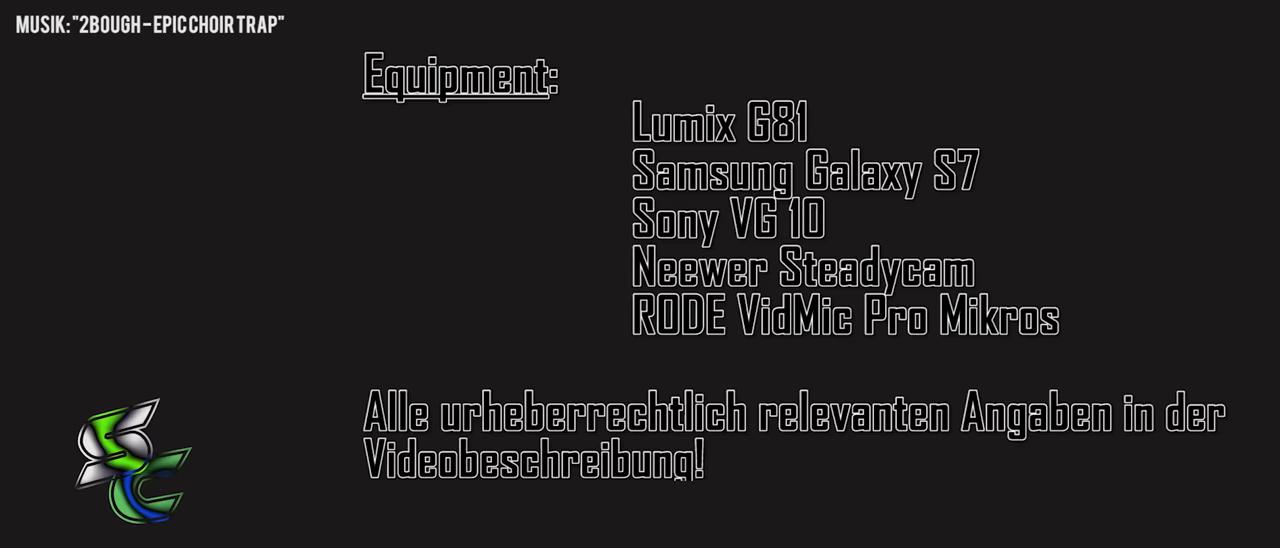 MUSIK: "2BOUGH - EPIC CHOIR TRAP"
Equipment:
Lumix G81
Samsung Galaxy S7
Sony VG 10
Neewer Steadycam
RODE VidMic Pro Mikros
Alle urheberrechtlich relevanten Angaben in der
Videobeschreibung!
SC